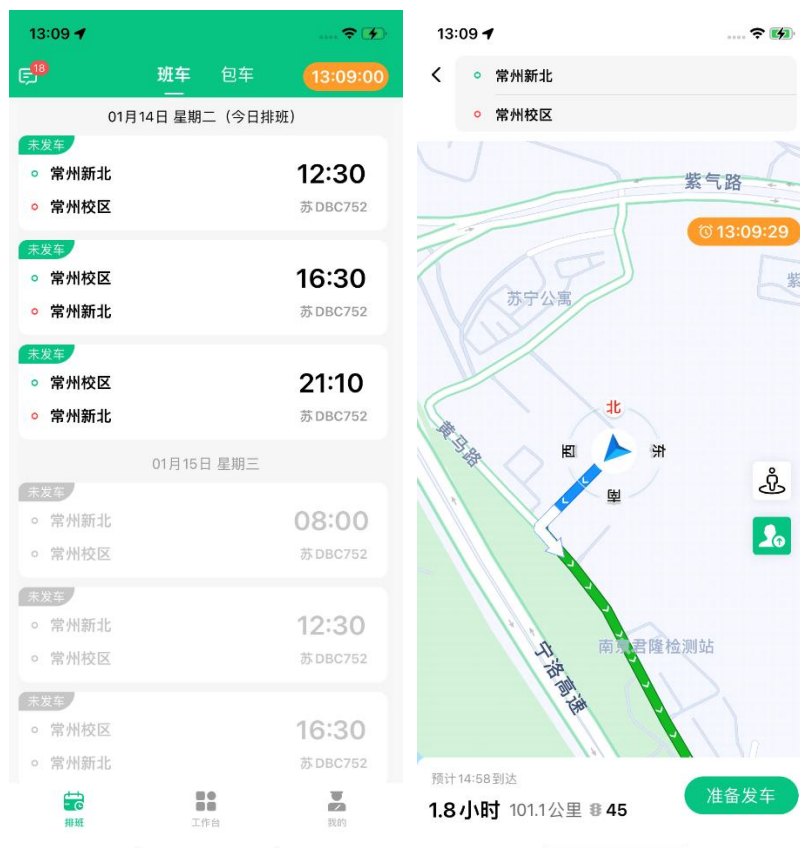 13:09
18
班车 包车
13:09:00
01月14日 星期二（今日排班）
未发车
常州新北
12:30
常州校区
苏DBC752
未发车
常州校区
16:30
常州新北
苏DBC752
未发车
常州校区
21:10
常州新北
苏DBC752
01月15日 星期三
未发车
常州新北
08:00
常州校区
苏DBC752
未发车
常州新北
12:30
常州校区
苏DBC752
未发车
常州校区
16:30
常州新北
苏DBC752
排班 工作台 我的
13:09
常州新北
常州校区
紫气路
13:09:29
紫
苏宁公寓
北
西 东
南
黄马路
南京君隆检测站
宁洛高速
预计14:58到达
1.8小时 101.1公里 45
准备发车